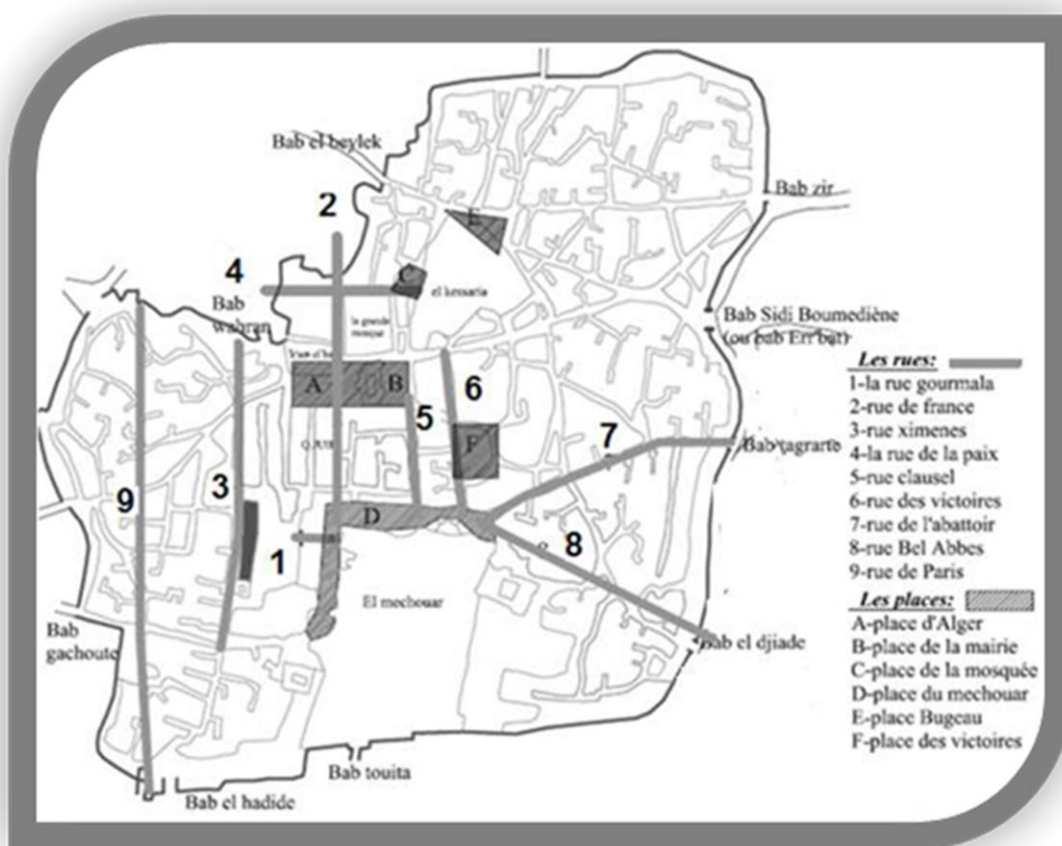 Bab el beylek
2
Bab zir
E
4
C
el kessaria
Bab
wahran
la grande
Bab Sidi Boumediène
(ou bab Err'bat)
A
B
6
5
F
7
Bab tagrarte
9
3
D
1
8
El mechouar
Bab
gachoute
Bab el djiade
Bab touita
Bab el hadide
Les rues:
1-la rue gourmala
2-rue de france
3-rue ximenes
4-la rue de la paix
5-rue clausel
6-rue des victoires
7-rue de l'abattoir
8-rue Bel Abbes
9-rue de Paris
Les places:
A-place d'Alger
B-place de la mairie
C-place de la mosquée
D-place du mechouar
E-place Bugeau
F-place des victoires